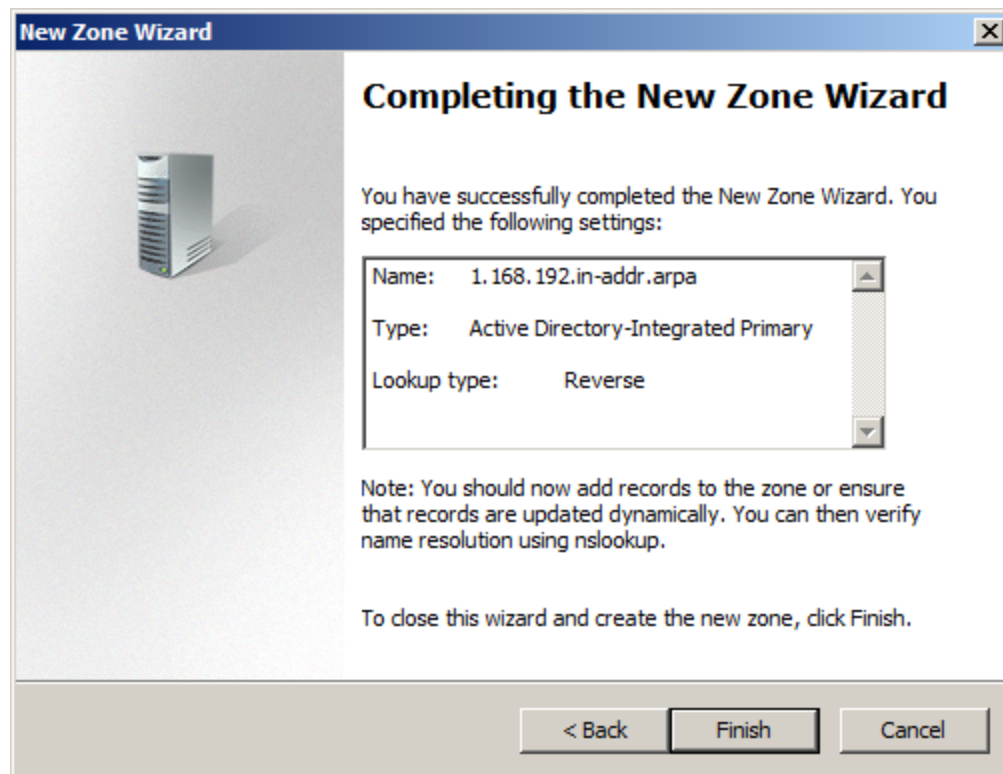 New Zone Wizard
Completing the New Zone Wizard
You have successfully completed the New Zone Wizard. You
specified the following settings:
Name: 1.168.192.in-addr.arpa
Type: Active Directory-Integrated Primary
Lookup type: Reverse
Note: You should now add records to the zone or ensure
that records are updated dynamically. You can then verify
name resolution using nslookup.
To close this wizard and create the new zone, click Finish.
< Back Finish Cancel